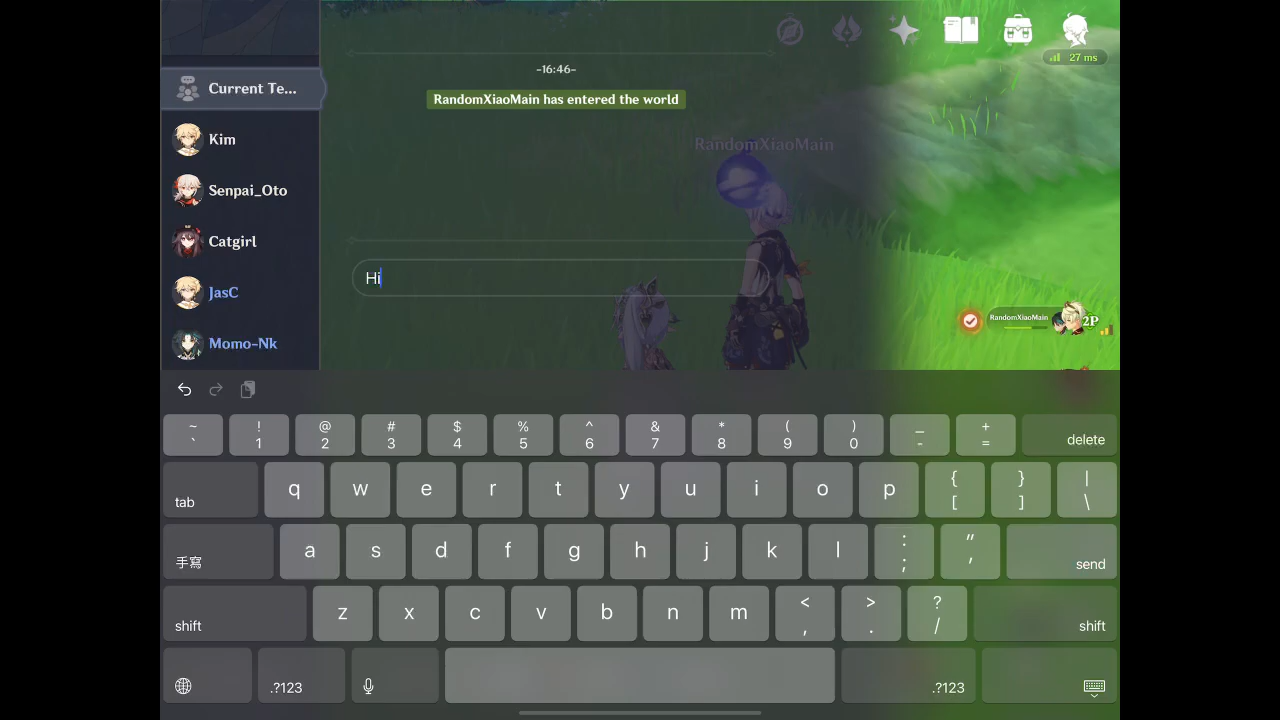 27 ms
Current Te...
-16:46-
RandomXiaoMain has entered the world
Kim
RandomXiaoMain
Senpai_Oto
Catgirl
Hi
JasC
RandomXiaoMain 2P
Momo-Nk
~ ! @ # $ % ^ & * ( ) _ +
` 1 2 3 4 5 6 7 8 9 0 - = delete
tab q w e r t y u i o p { [ } ] | \
手寫 a s d f g h j k l : ; " ' send
shift z x c v b n m < , > . ? / shift
.?123 .?123